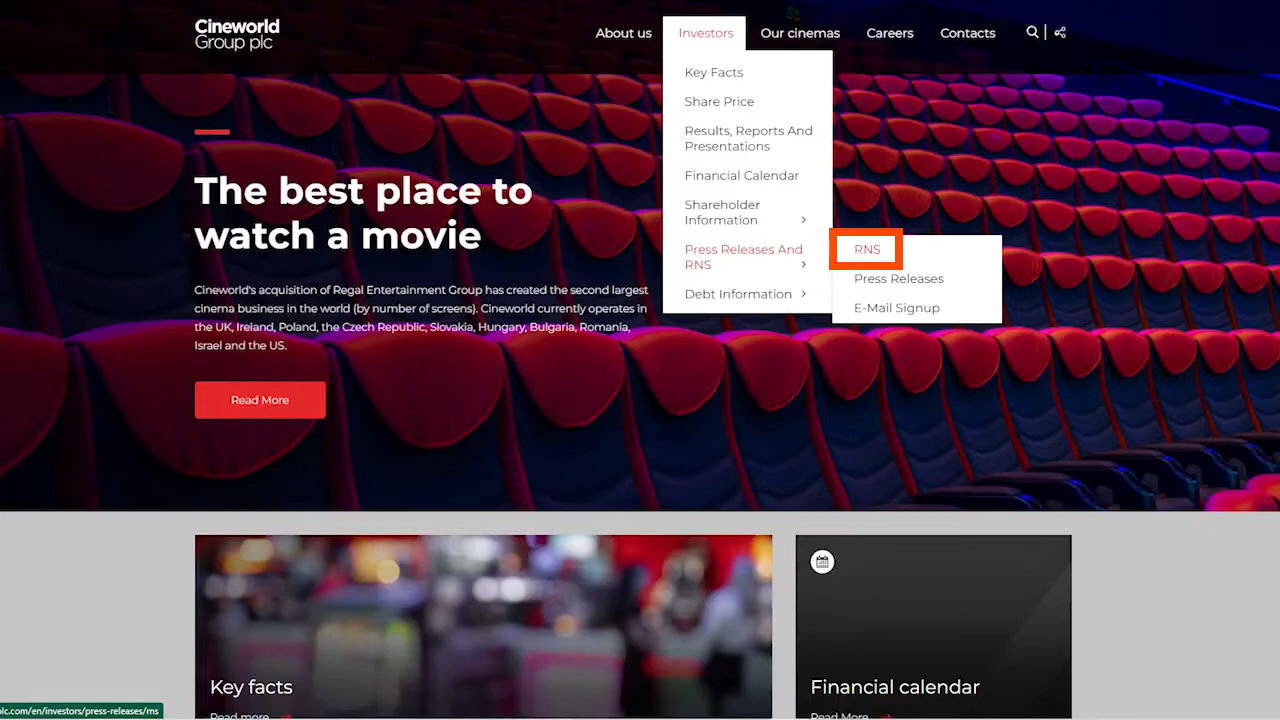 Cineworld
Group plc
About us
Investors
Our cinemas
Careers
Contacts
Key Facts
Share Price
Results, Reports And
Presentations
Financial Calendar
Shareholder
Information
Press Releases And
RNS
Debt Information
RNS
Press Releases
E-Mail Signup
The best place to
watch a movie
Cineworld's acquisition of Regal Entertainment Group has created the second largest
cinema business in the world (by number of screens). Cineworld currently operates in
the UK, Ireland, Poland, the Czech Republic, Slovakia, Hungary, Bulgaria, Romania,
Israel and the US.
Read More
Key facts
Read more
Financial calendar
Read More
plc.com/en/investors/press-releases/rns